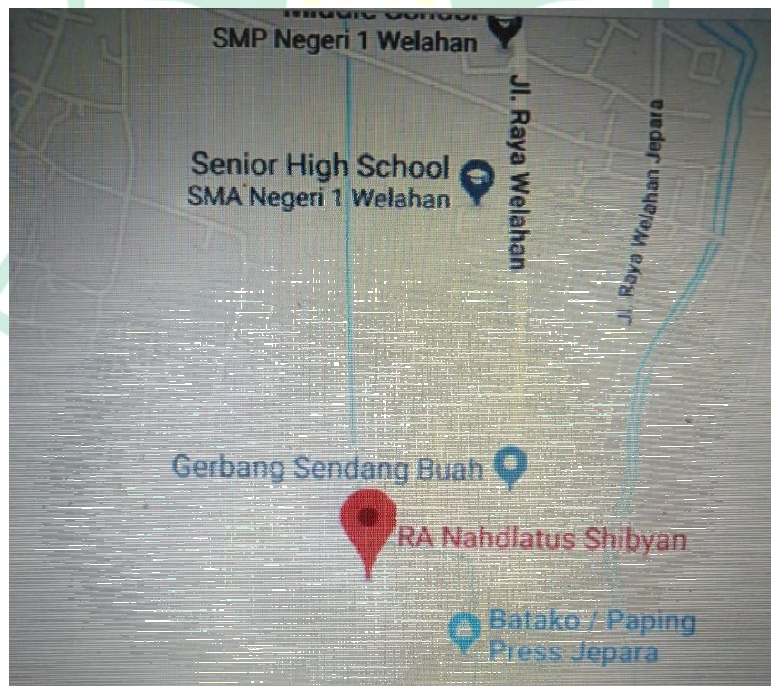 SMP Negeri 1 Welahan
Jl. Raya Welahan
Jl. Raya Welahan Jepara
Senior High School
SMA Negeri 1 Welahan
Gerbang Sendang Buah
RA Nahdlatus Shibyan
Batako / Paping
Press Jepara